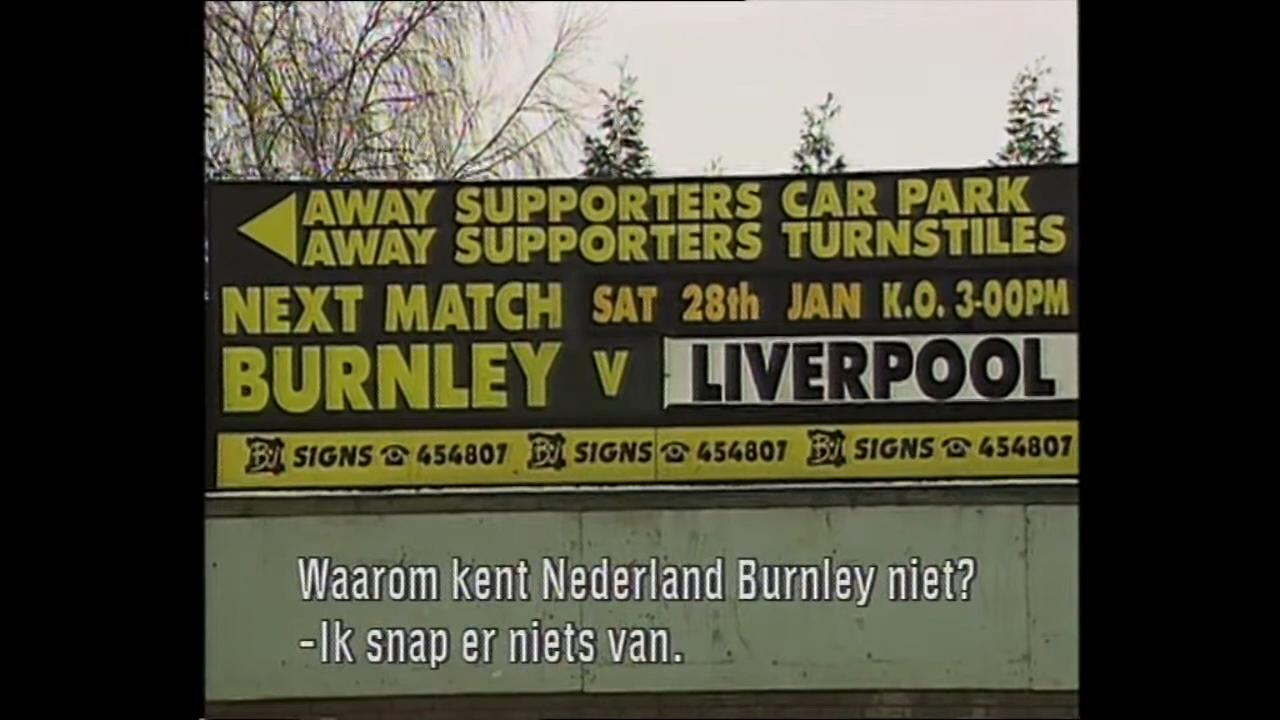 AWAY SUPPORTERS CAR PARK
AWAY SUPPORTERS TURNSTILES
NEXT MATCH SAT 28th JAN K.O. 3-00PM
BURNLEY V LIVERPOOL
SIGNS ☎ 454807 SIGNS ☎ 454807 SIGNS ☎ 454807
Waarom kent Nederland Burnley niet?
-Ik snap er niets van.